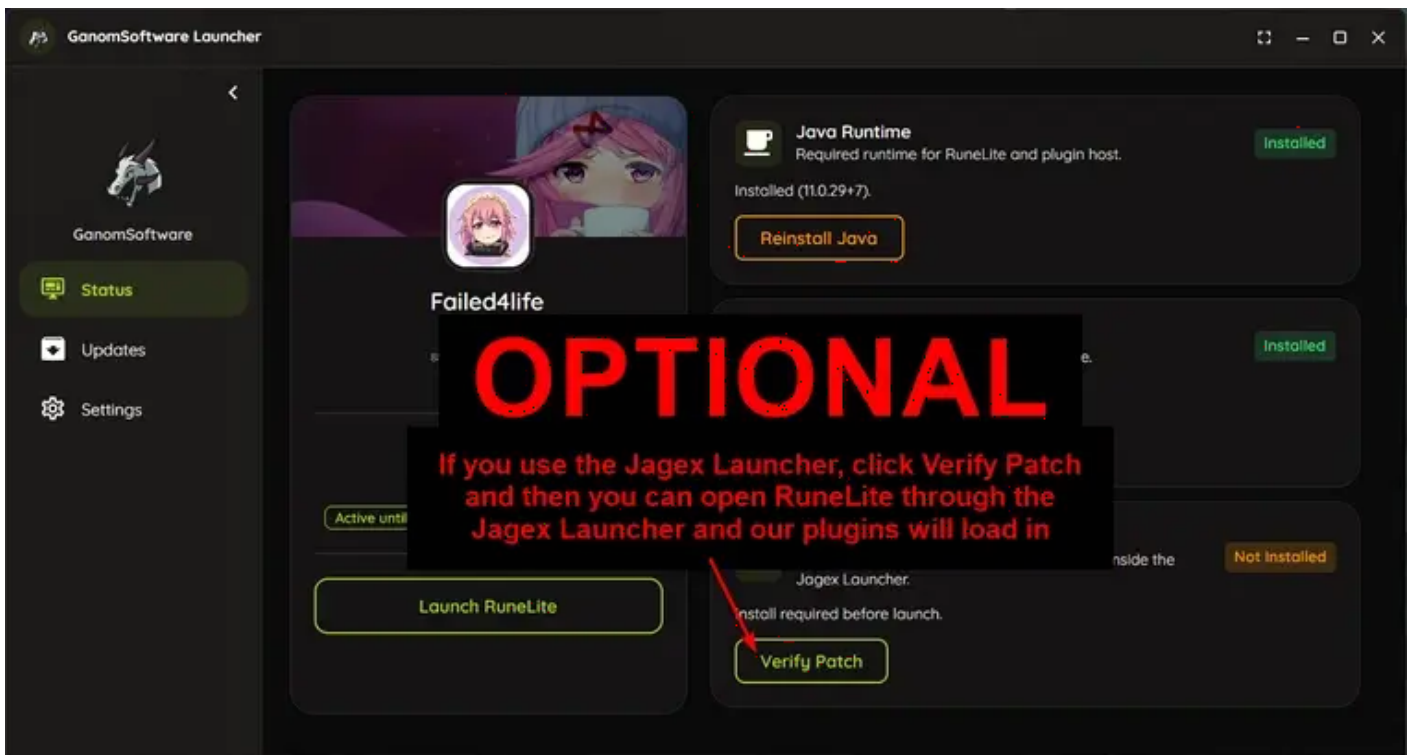 GanomSoftware Launcher
GanomSoftware
Status
Updates
Settings
Failed4life
Active until
Launch RuneLite
Java Runtime
Required runtime for RuneLite and plugin host.
Installed
Installed (11.0.29+7).
Reinstall Java
Installed
OPTIONAL
If you use the Jagex Launcher, click Verify Patch
and then you can open RuneLite through the
Jagex Launcher and our plugins will load in
inside the
Jagex Launcher.
Not Installed
Install required before launch.
Verify Patch